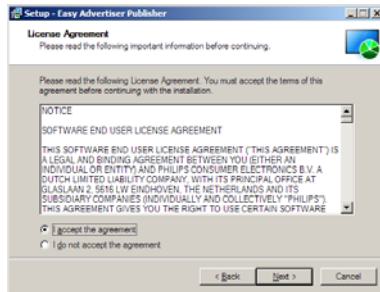 Setup - Easy Advertiser Publisher
License Agreement
Please read the following important information before continuing.
Please read the following License Agreement. You must accept the terms of this
agreement before continuing with the installation.
NOTICE
SOFTWARE END USER LICENSE AGREEMENT
THIS SOFTWARE END USER LICENSE AGREEMENT ("THIS AGREEMENT") IS
A LEGAL AND BINDING AGREEMENT BETWEEN YOU (EITHER AN
INDIVIDUAL OR ENTITY) AND PHILIPS CONSUMER ELECTRONICS B.V. A
DUTCH LIMITED LIABILITY COMPANY, WITH ITS PRINCIPAL OFFICE AT
GLASLAAN 2, 5616 LW EINDHOVEN, THE NETHERLANDS AND ITS
SUBSIDIARY COMPANIES (INDIVIDUALLY AND COLLECTIVELY "PHILIPS").
THIS AGREEMENT GIVES YOU THE RIGHT TO USE CERTAIN SOFTWARE
I accept the agreement
I do not accept the agreement
< Back Next > Cancel